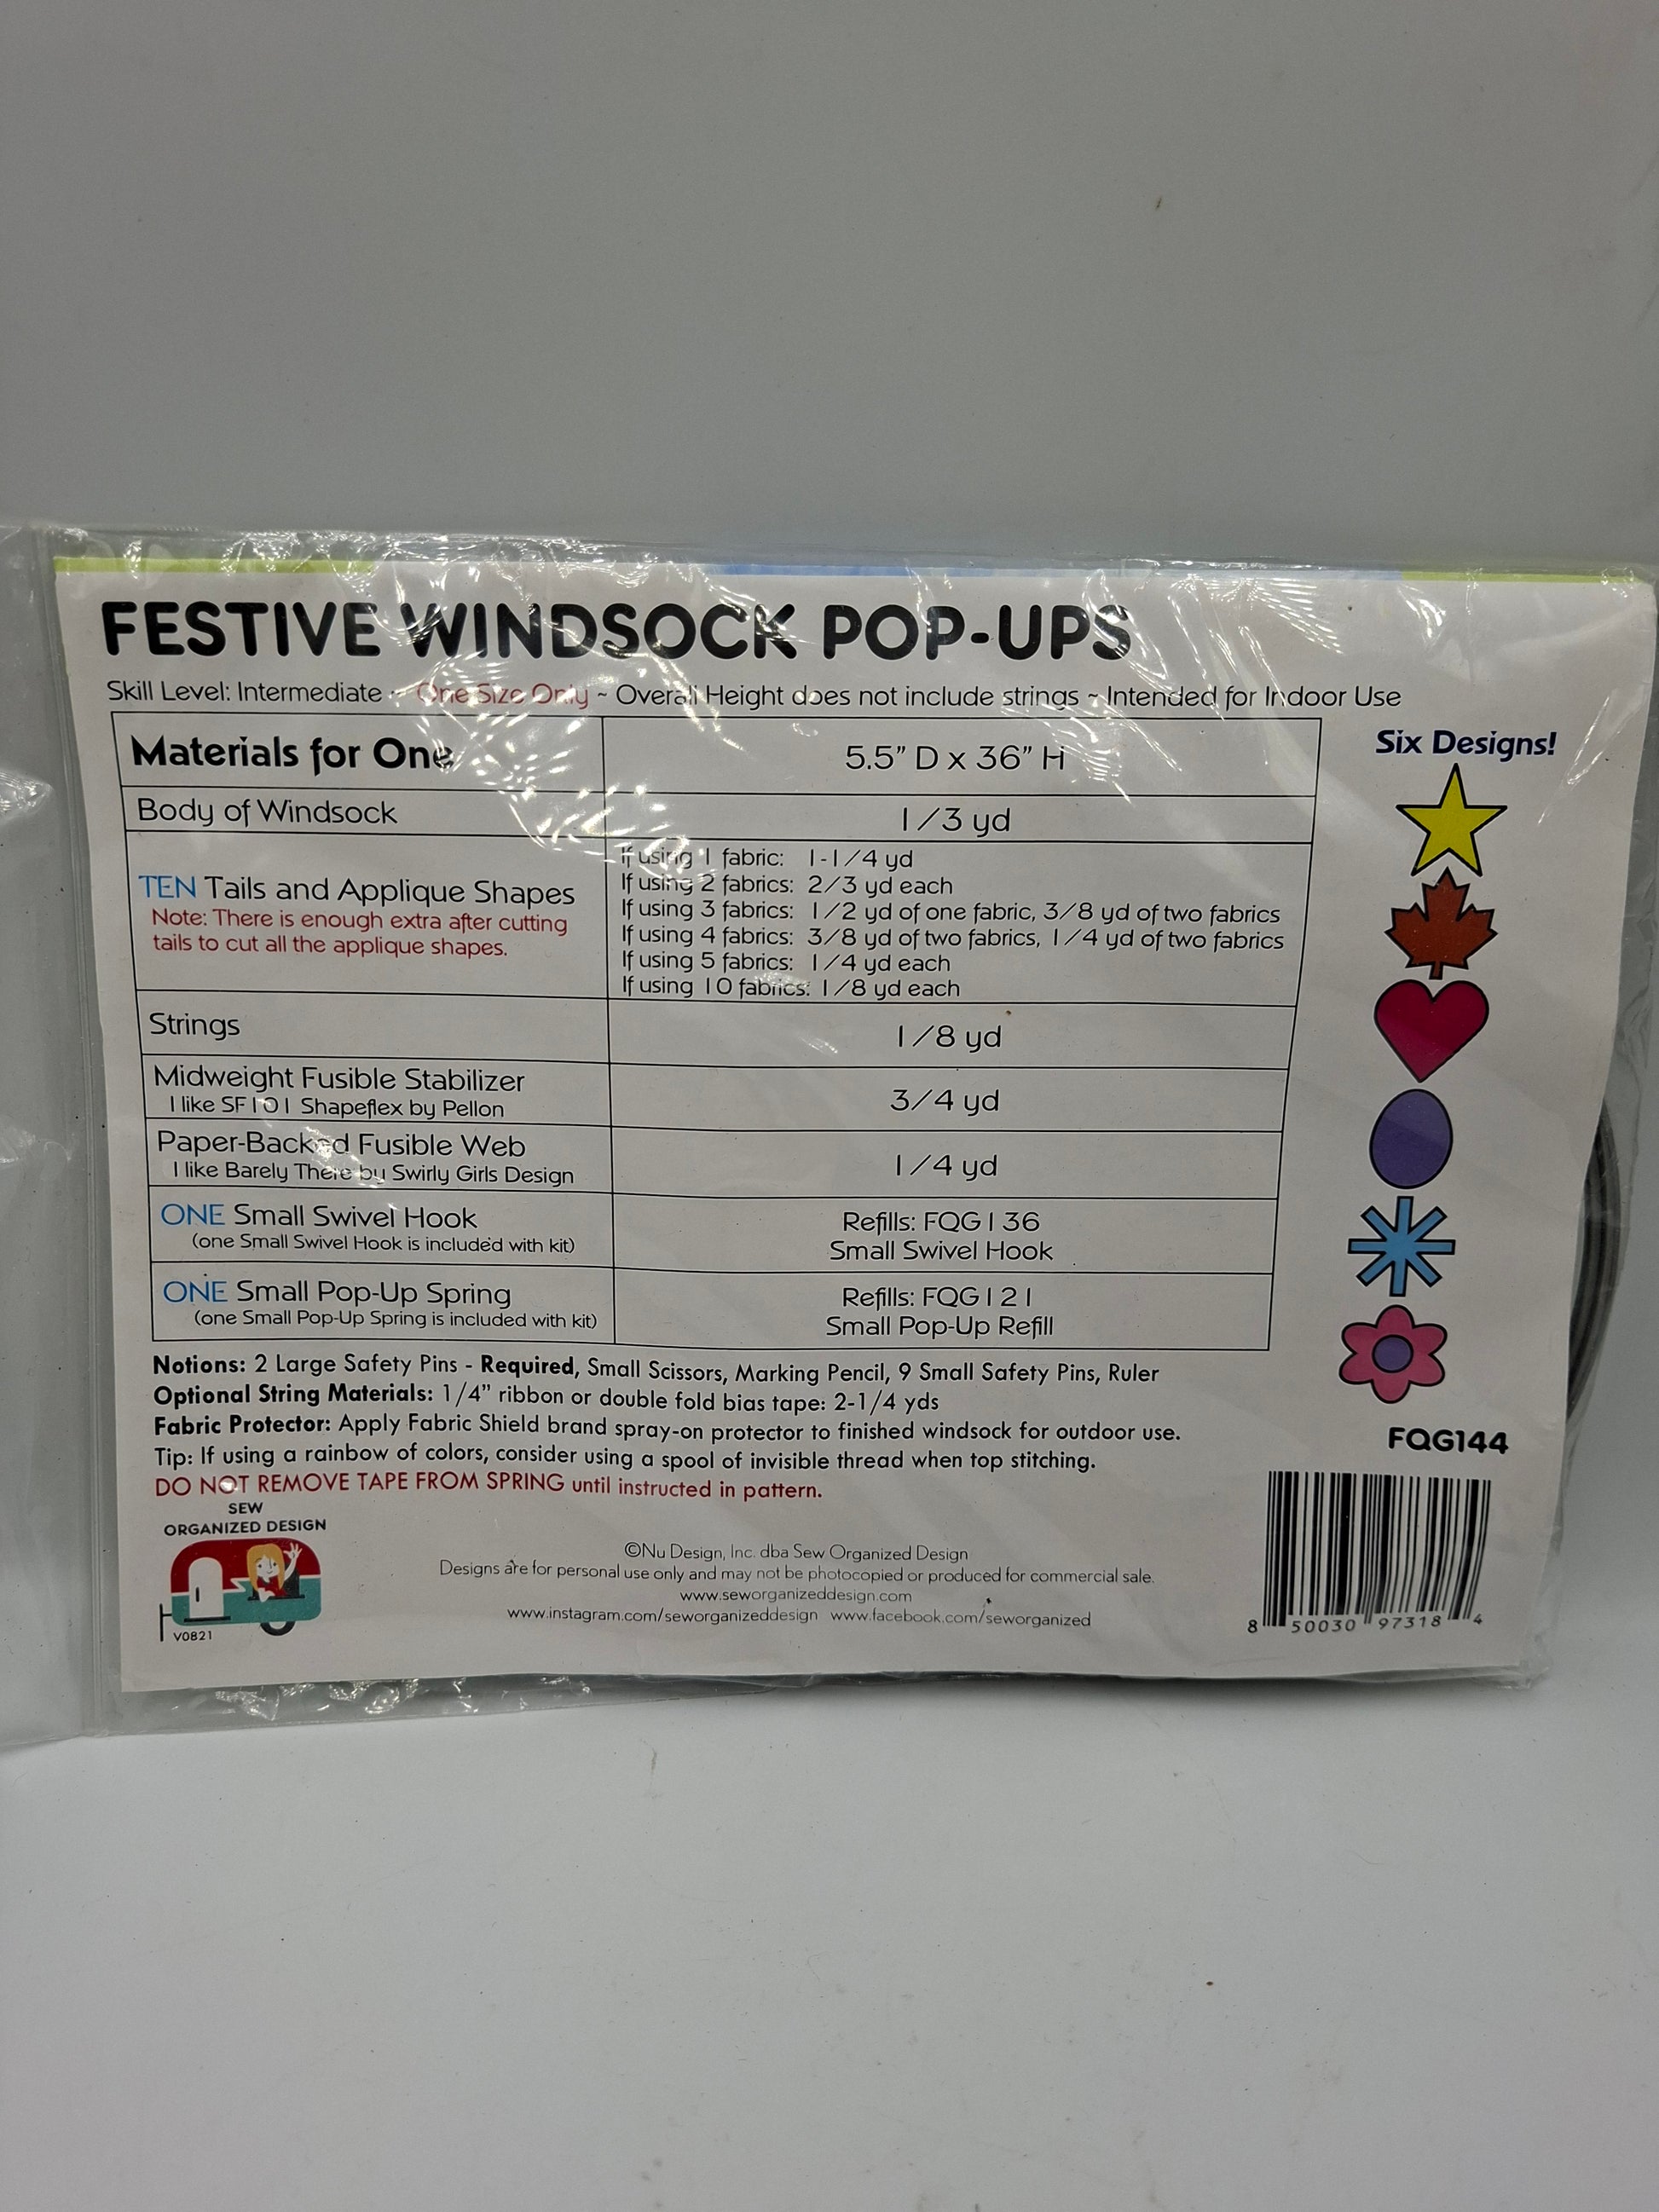 FESTIVE WINDSOCK POP-UPS
Skill Level: Intermediate ~ One Size Only ~ Overall Height does not include strings ~ Intended for Indoor Use
Materials for One
5.5" D x 36" H
Body of Windsock
1/3 yd
TEN Tails and Applique Shapes
Note: There is enough extra after cutting
tails to cut all the applique shapes.
If using 1 fabric: 1-1/4 yd
If using 2 fabrics: 2/3 yd each
If using 3 fabrics: 1/2 yd of one fabric, 3/8 yd of two fabrics
If using 4 fabrics: 3/8 yd of two fabrics, 1/4 yd of two fabrics
If using 5 fabrics: 1/4 yd each
If using 10 fabrics: 1/8 yd each
Strings
1/8 yd
Midweight Fusible Stabilizer
I like SF101 Shapeflex by Pellon
3/4 yd
Paper-Backed Fusible Web
I like Barely There by Swirly Girls Design
1/4 yd
ONE Small Swivel Hook
(one Small Swivel Hook is included with kit)
Refills: FQG136
Small Swivel Hook
ONE Small Pop-Up Spring
(one Small Pop-Up Spring is included with kit)
Refills: FQG121
Small Pop-Up Refill
Six Designs!
FQG144
Notions: 2 Large Safety Pins - Required, Small Scissors, Marking Pencil, 9 Small Safety Pins, Ruler
Optional String Materials: 1/4" ribbon or double fold bias tape: 2-1/4 yds
Fabric Protector: Apply Fabric Shield brand spray-on protector to finished windsock for outdoor use.
Tip: If using a rainbow of colors, consider using a spool of invisible thread when top stitching.
DO NOT REMOVE TAPE FROM SPRING until instructed in pattern.
SEW
ORGANIZED DESIGN
V0821
©Nu Design, Inc. dba Sew Organized Design
Designs are for personal use only and may not be photocopied or produced for commercial sale.
www.seworganizeddesign.com
www.instagram.com/seworganizeddesign www.facebook.com/seworganized
8 50030 97318 4